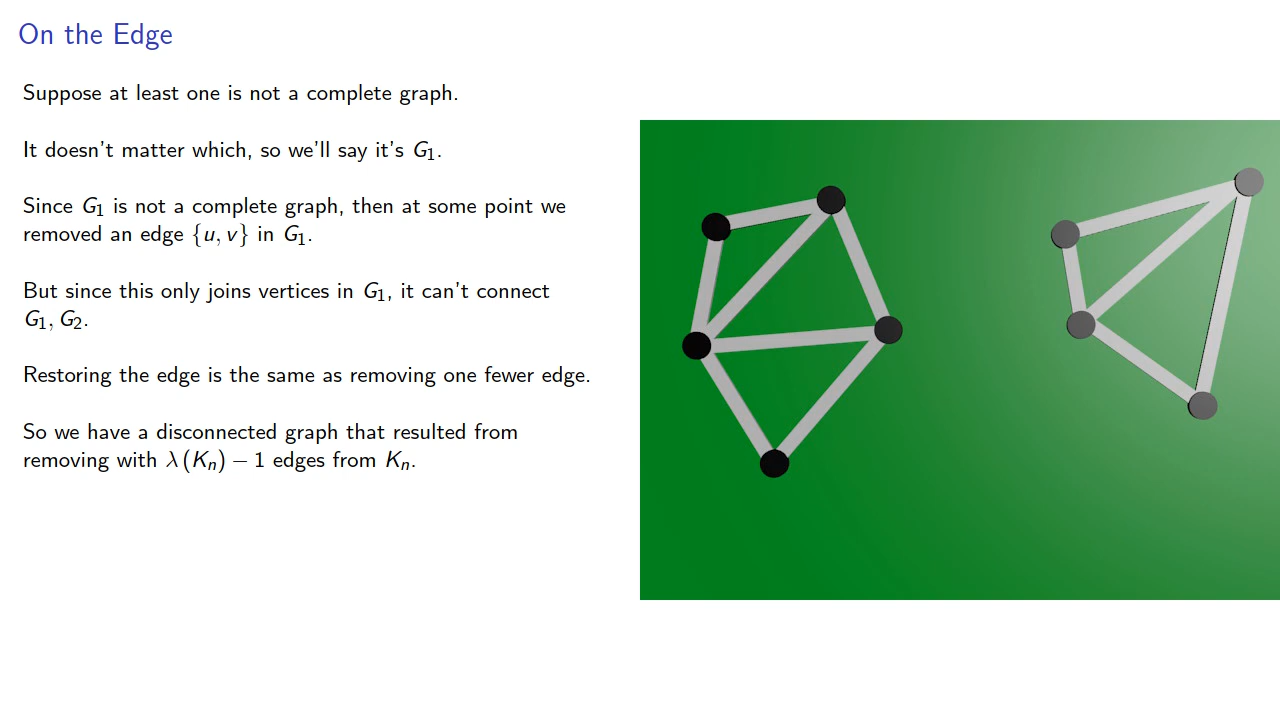 On the Edge
Suppose at least one is not a complete graph.
It doesn't matter which, so we'll say it's G₁.
Since G₁ is not a complete graph, then at some point we
removed an edge {u, v} in G₁.
But since this only joins vertices in G₁, it can't connect
G₁, G₂.
Restoring the edge is the same as removing one fewer edge.
So we have a disconnected graph that resulted from
removing with λ(Kₙ) − 1 edges from Kₙ.